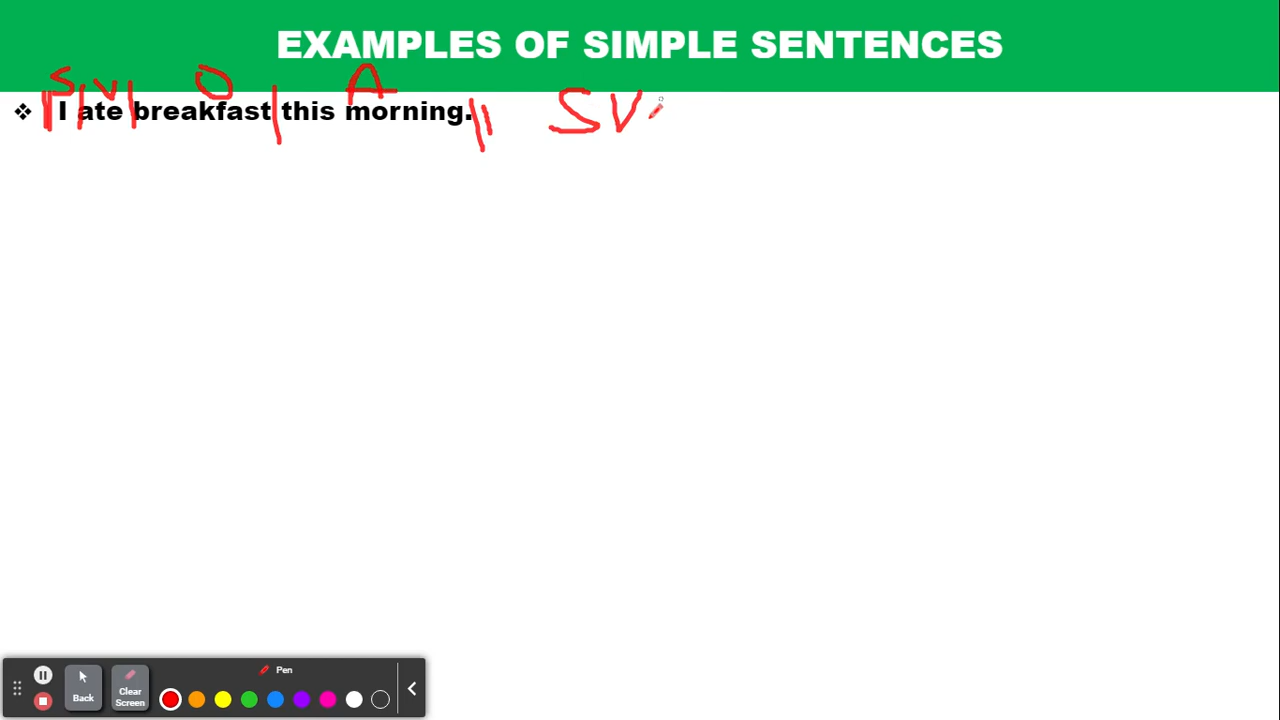 EXAMPLES OF SIMPLE SENTENCES
S V O A
❖ I ate breakfast this morning. SV
Pen
Back
Clear
Screen